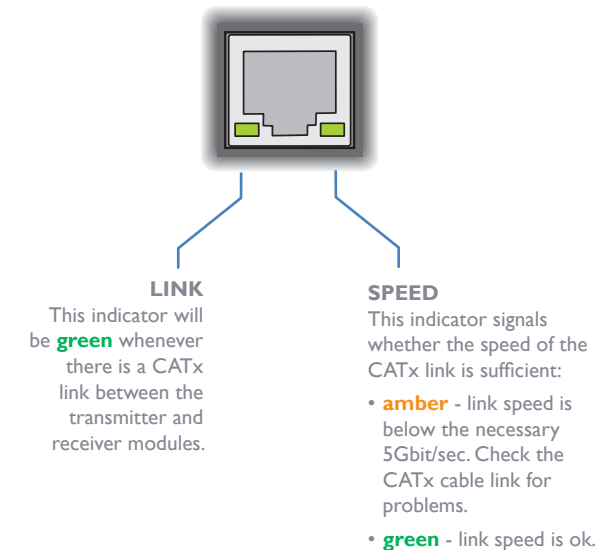 LINK
This indicator will
be green whenever
there is a CATx
link between the
transmitter and
receiver modules.
SPEED
This indicator signals
whether the speed of the
CATx link is sufficient:
• amber - link speed is
below the necessary
5Gbit/sec. Check the
CATx cable link for
problems.
• green - link speed is ok.